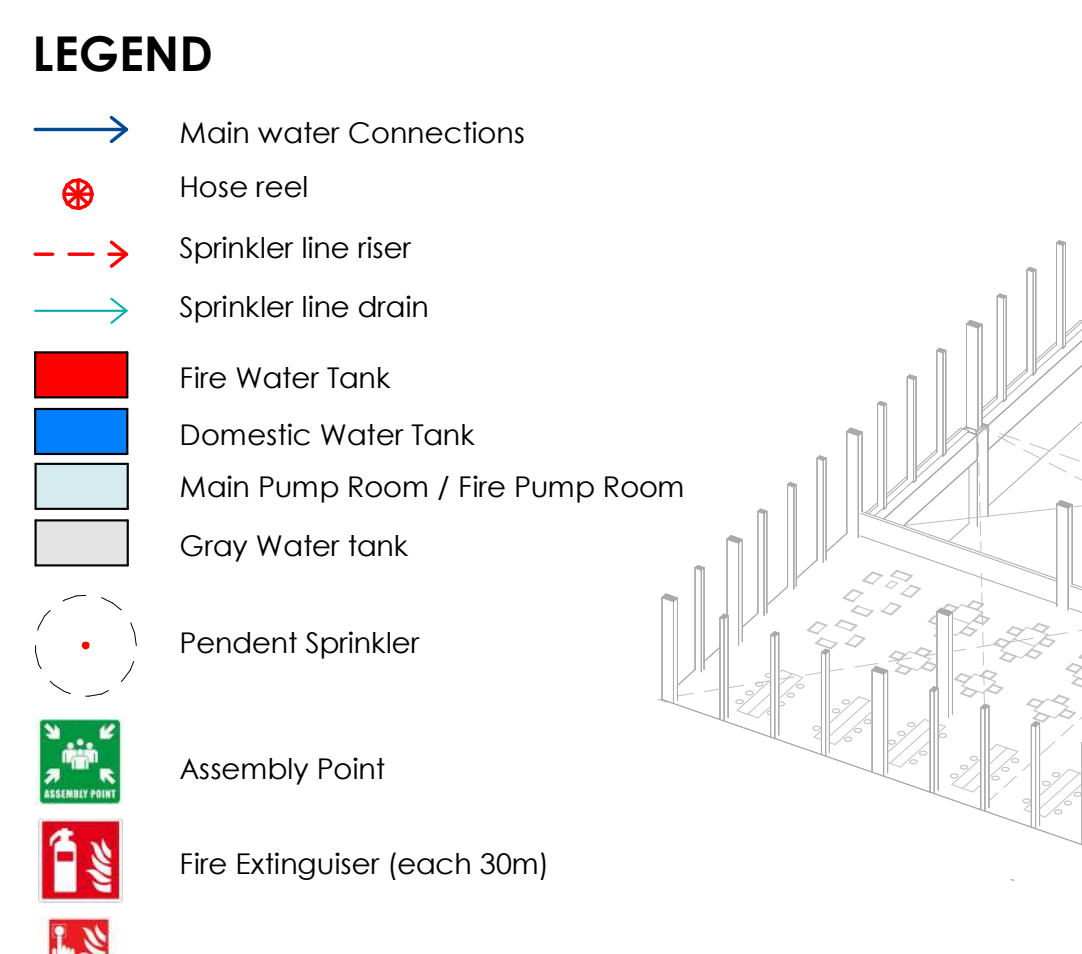 LEGEND
Main water Connections
Hose reel
Sprinkler line riser
Sprinkler line drain
Fire Water Tank
Domestic Water Tank
Main Pump Room / Fire Pump Room
Gray Water tank
Pendent Sprinkler
Assembly Point
ASSEMBLY POINT
Fire Extinguiser (each 30m)